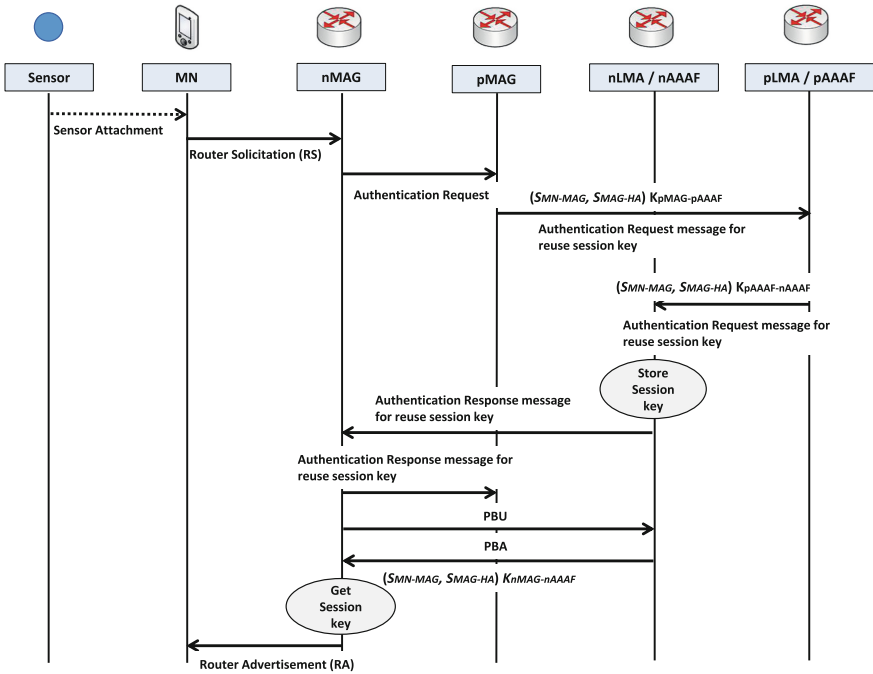 Sensor
MN
nMAG
pMAG
nLMA / nAAAF
pLMA / pAAAF
Sensor Attachment
Router Solicitation (RS)
Authentication Request
(SMN-MAG, SMAG-HA) KpMAG-pAAAF
Authentication Request message for
reuse session key
(SMN-MAG, SMAG-HA) KpAAAF-nAAAF
Authentication Request message for
reuse session key
Store
Session
key
Authentication Response message
for reuse session key
Authentication Response message for
reuse session key
PBU
PBA
(SMN-MAG, SMAG-HA) KnMAG-nAAAF
Get
Session
key
Router Advertisement (RA)